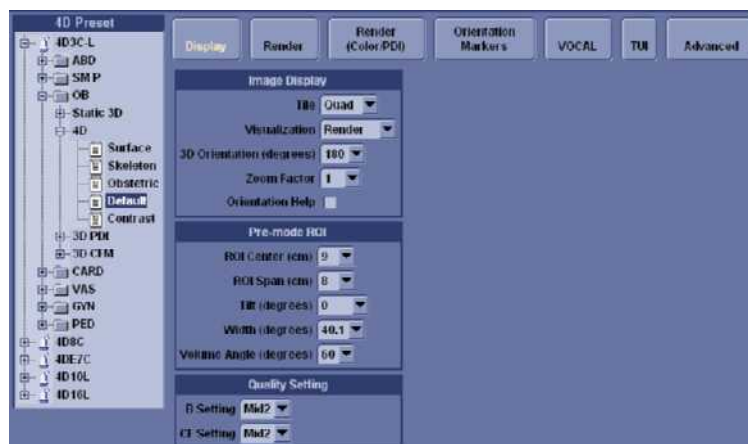 4D Preset
4D3C-L
ABD
SM P
OB
Static 3D
4D
Surface
Skeleton
Obstetric
Default
Contrast
3D PDI
3D CFM
CARD
VAS
GYN
PED
4D8C
4DE7C
4D10L
4D16L
Display
Render
Render
(Color/PDI)
Orientation
Markers
VOCAL
TUI
Advanced
Image Display
Tile Quad
Visualization Render
3D Orientation (degrees) 180
Zoom Factor 1
Orientation Help
Pre-mode ROI
ROI Center (cm) 9
ROI Span (cm) 8
Tilt (degrees) 0
Width (degrees) 40.1
Volume Angle (degrees) 60
Quality Setting
B Setting Mid2
CF Setting Mid2